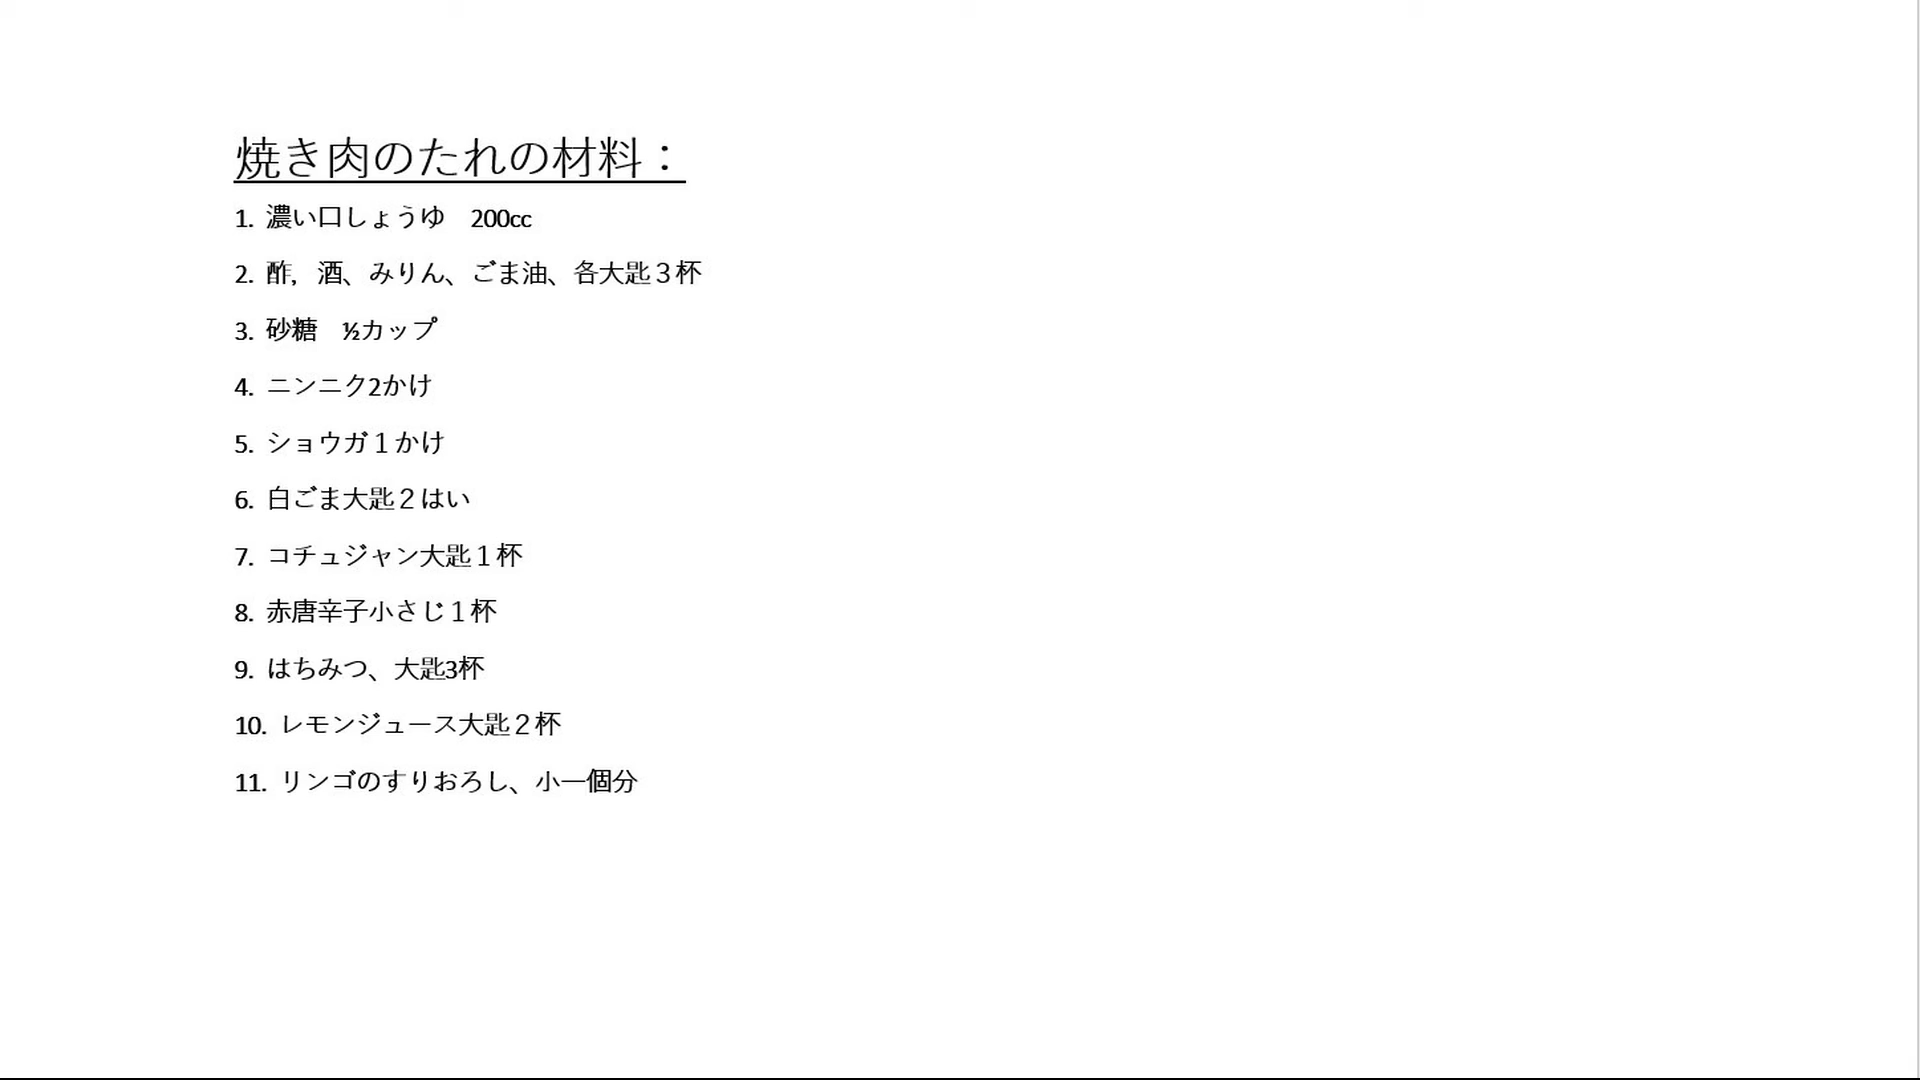 焼き肉のたれの材料：
1. 濃い口しょうゆ　200cc
2. 酢，酒、みりん、ごま油、各大匙３杯
3. 砂糖　½カップ
4. ニンニク2かけ
5. ショウガ１かけ
6. 白ごま大匙２はい
7. コチュジャン大匙１杯
8. 赤唐辛子小さじ１杯
9. はちみつ、大匙3杯
10. レモンジュース大匙２杯
11. リンゴのすりおろし、小一個分